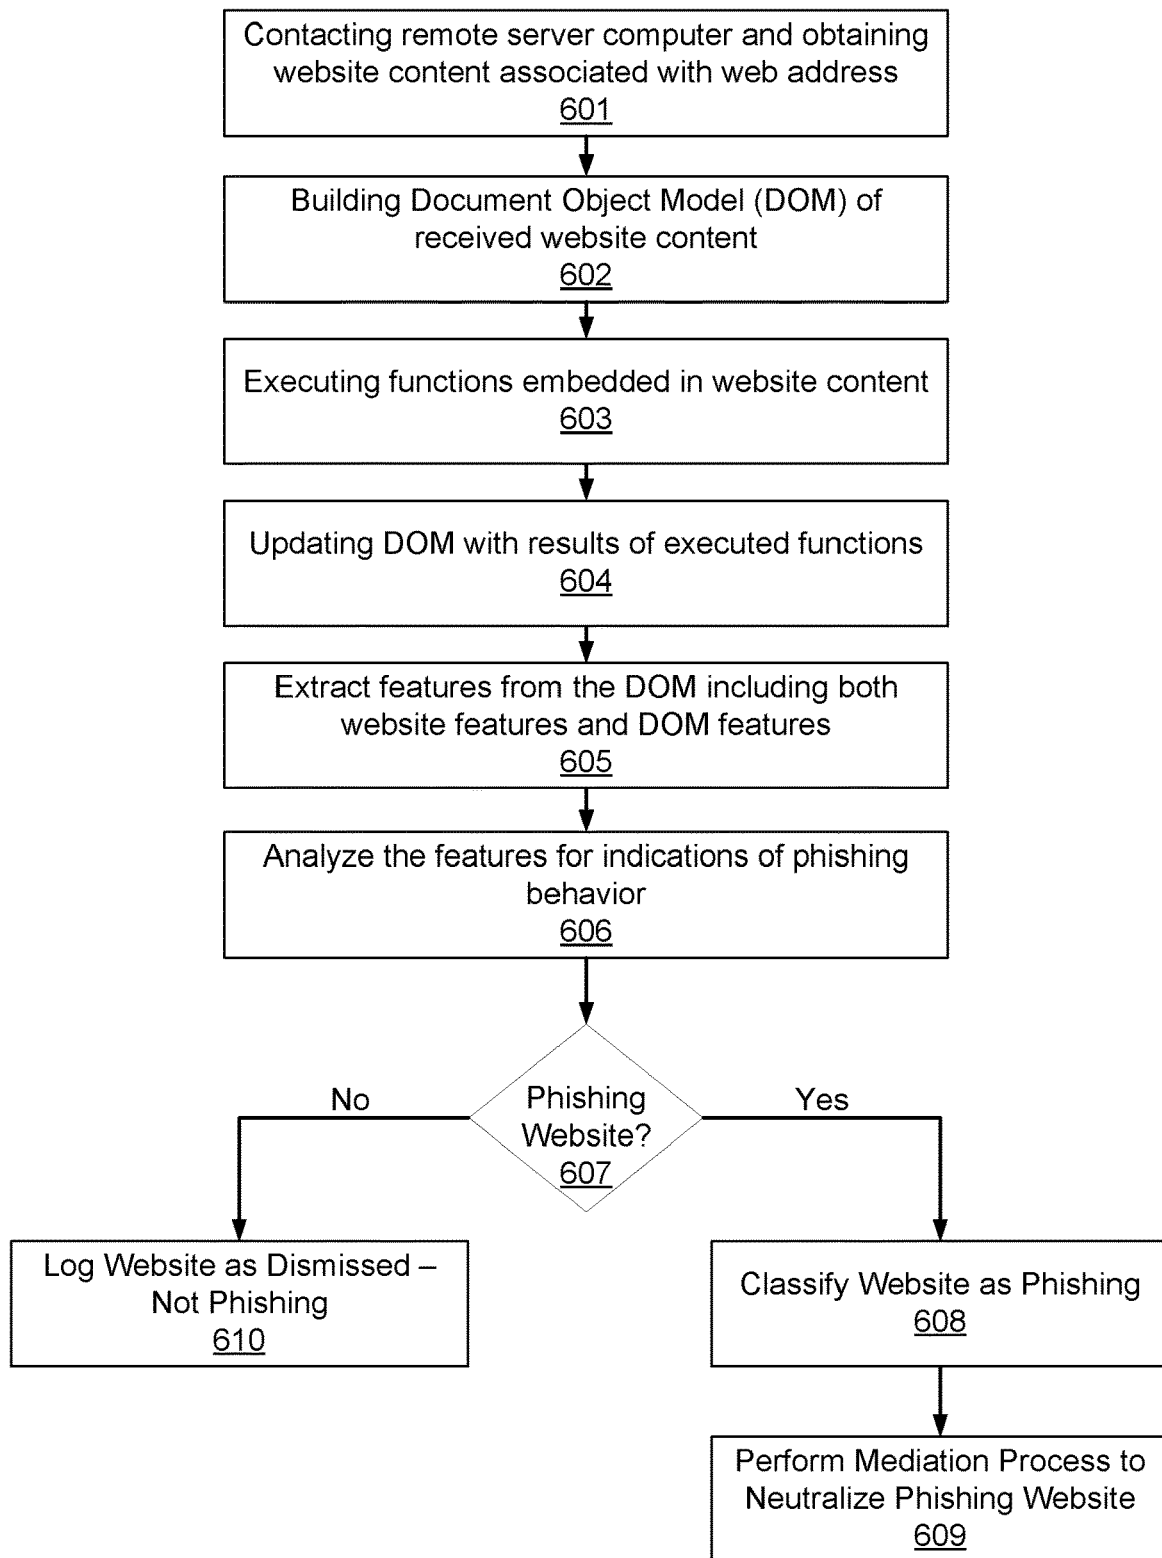 Contacting remote server computer and obtaining
website content associated with web address
601
Building Document Object Model (DOM) of
received website content
602
Executing functions embedded in website content
603
Updating DOM with results of executed functions
604
Extract features from the DOM including both
website features and DOM features
605
Analyze the features for indications of phishing
behavior
606
Phishing
Website?
607
No
Yes
Log Website as Dismissed –
Not Phishing
610
Classify Website as Phishing
608
Perform Mediation Process to
Neutralize Phishing Website
609